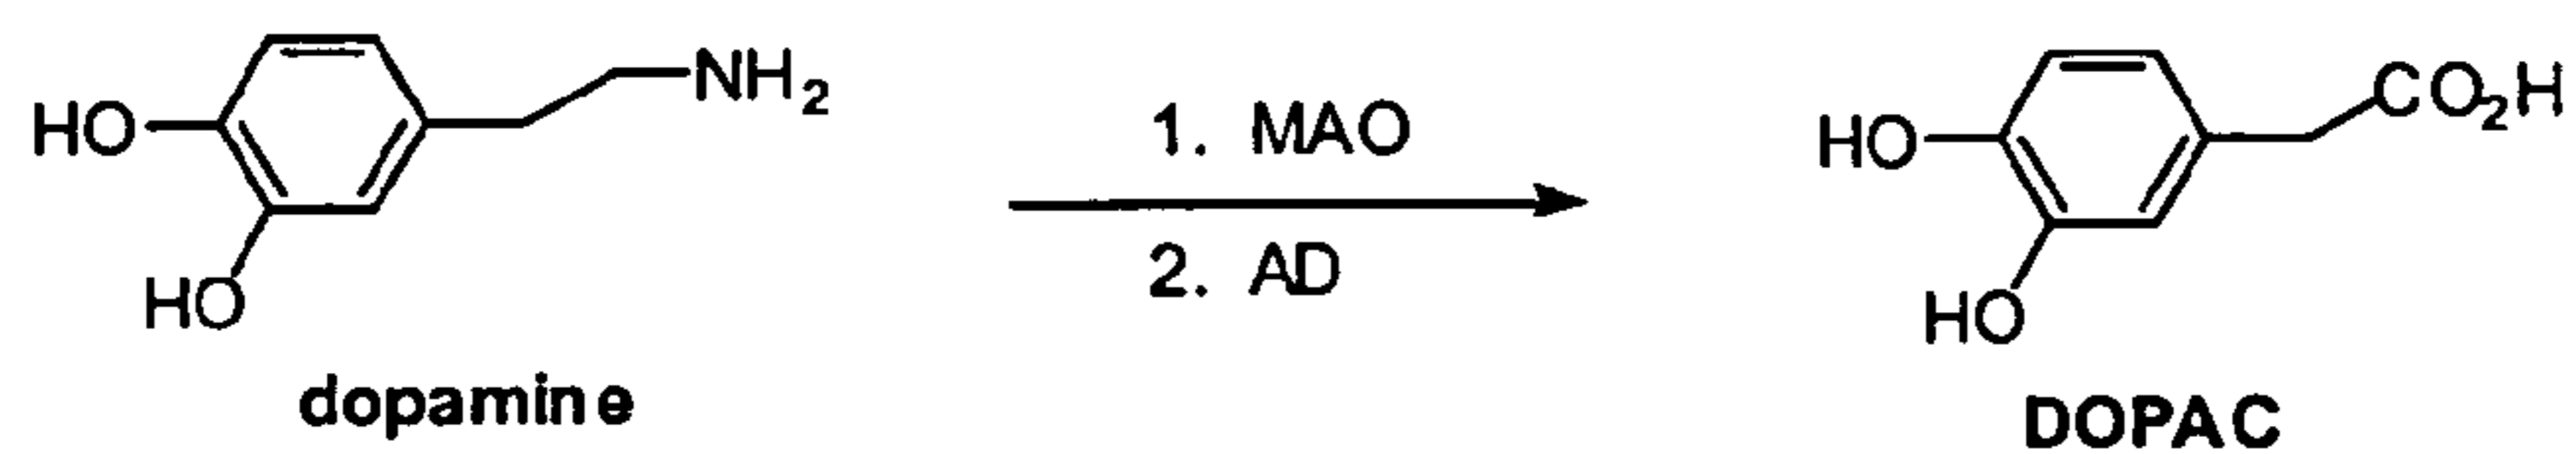 NH2
HO
HO
dopamine
1. MAO
2. AD
CO2H
HO
HO
DOPAC